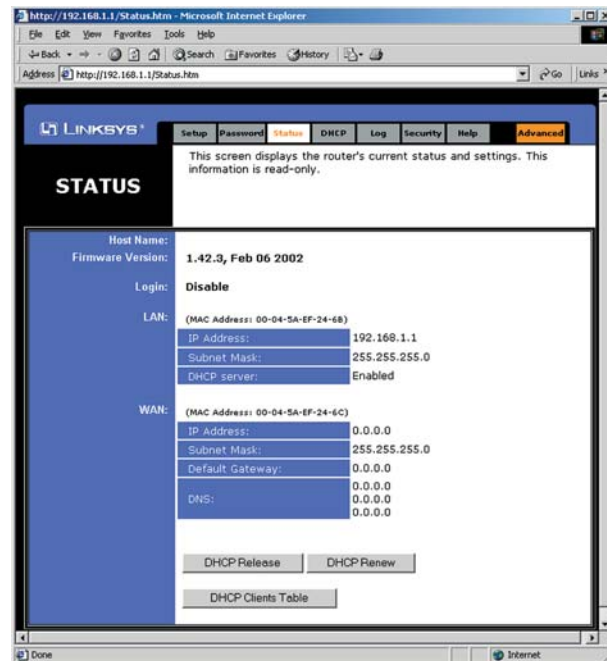 http://192.168.1.1/Status.htm - Microsoft Internet Explorer
File Edit View Favorites Tools Help
Back Search Favorites History
Address http://192.168.1.1/Status.htm Go Links »
LINKSYS®
Setup Password Status DHCP Log Security Help Advanced
STATUS
This screen displays the router's current status and settings. This
information is read-only.
Host Name:
Firmware Version: 1.42.3, Feb 06 2002
Login: Disable
LAN: (MAC Address: 00-04-5A-EF-24-6B)
IP Address: 192.168.1.1
Subnet Mask: 255.255.255.0
DHCP server: Enabled
WAN: (MAC Address: 00-04-5A-EF-24-6C)
IP Address: 0.0.0.0
Subnet Mask: 255.255.255.0
Default Gateway: 0.0.0.0
DNS: 0.0.0.0
0.0.0.0
0.0.0.0
DHCP Release DHCP Renew
DHCP Clients Table
Done Internet